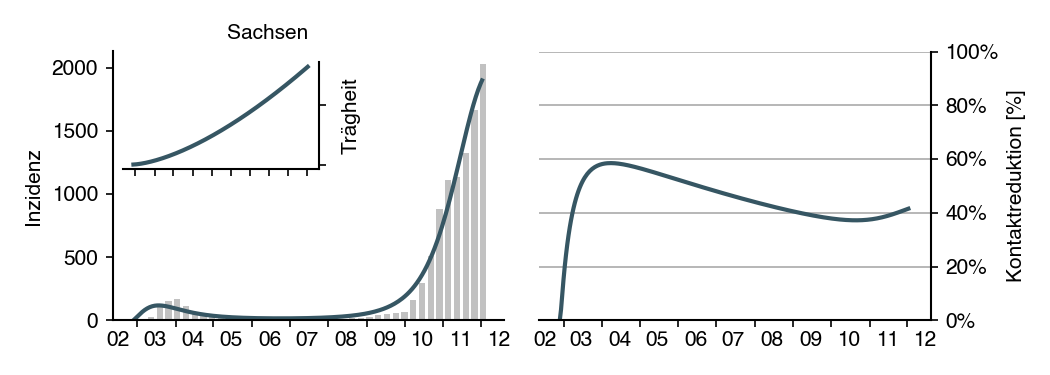 Sachsen
2000
1500
1000
500
0
Inzidenz
Trägheit
02 03 04 05 06 07 08 09 10 11 12
100%
80%
60%
40%
20%
0%
Kontaktreduktion [%]
02 03 04 05 06 07 08 09 10 11 12